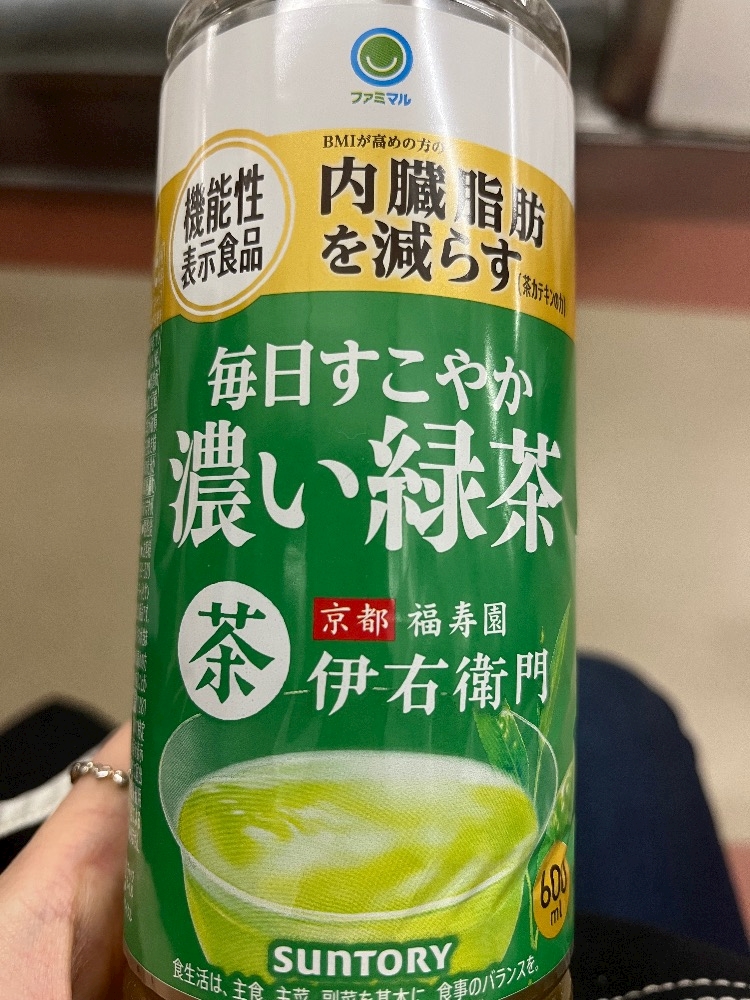 ファミマル
BMIが高めの方の
機能性
表示食品
内臓脂肪
を減らす
(茶カテキンの力)
毎日すこやか
濃い緑茶
茶
京都 福寿園
伊右衛門
600
ml
SUNTORY
食生活は、主食、主菜、副菜を基本に、食事のバランスを。